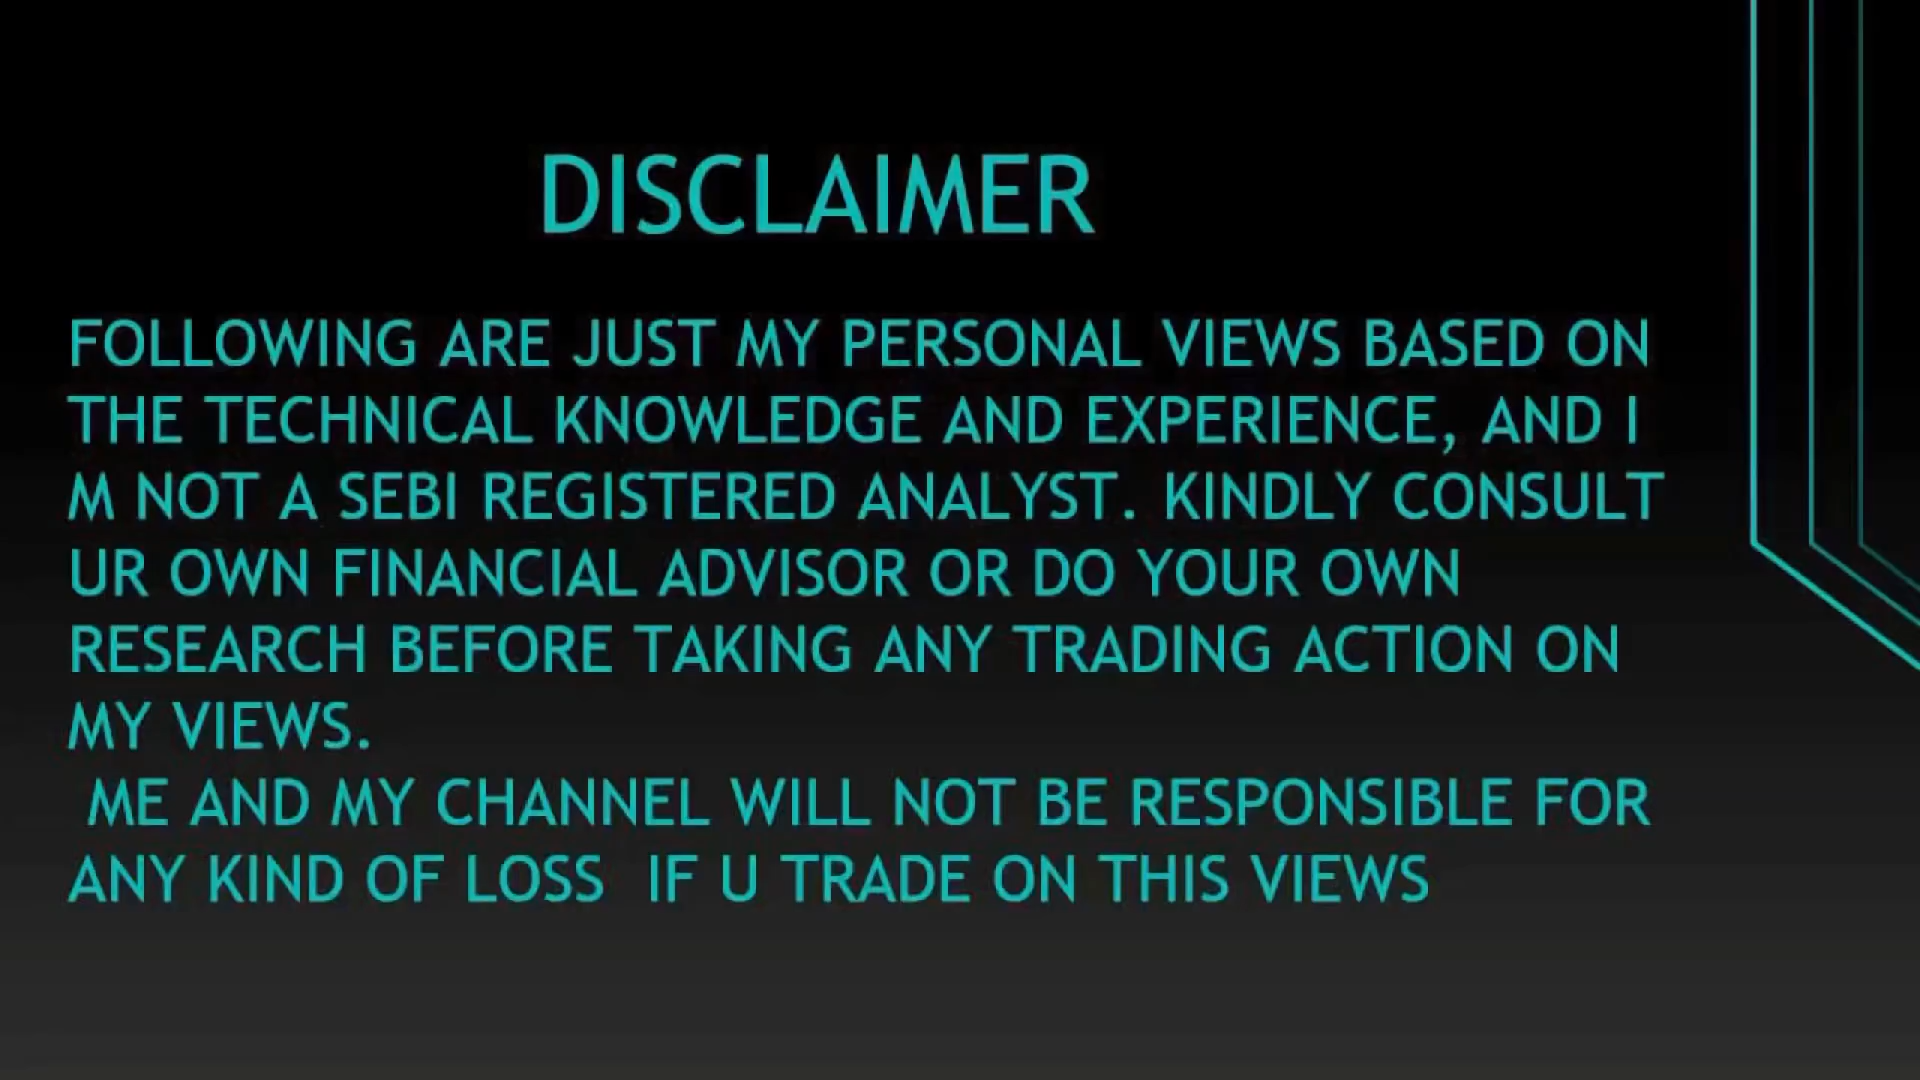 DISCLAIMER
FOLLOWING ARE JUST MY PERSONAL VIEWS BASED ON
THE TECHNICAL KNOWLEDGE AND EXPERIENCE, AND I
M NOT A SEBI REGISTERED ANALYST. KINDLY CONSULT
UR OWN FINANCIAL ADVISOR OR DO YOUR OWN
RESEARCH BEFORE TAKING ANY TRADING ACTION ON
MY VIEWS.
ME AND MY CHANNEL WILL NOT BE RESPONSIBLE FOR
ANY KIND OF LOSS  IF U TRADE ON THIS VIEWS